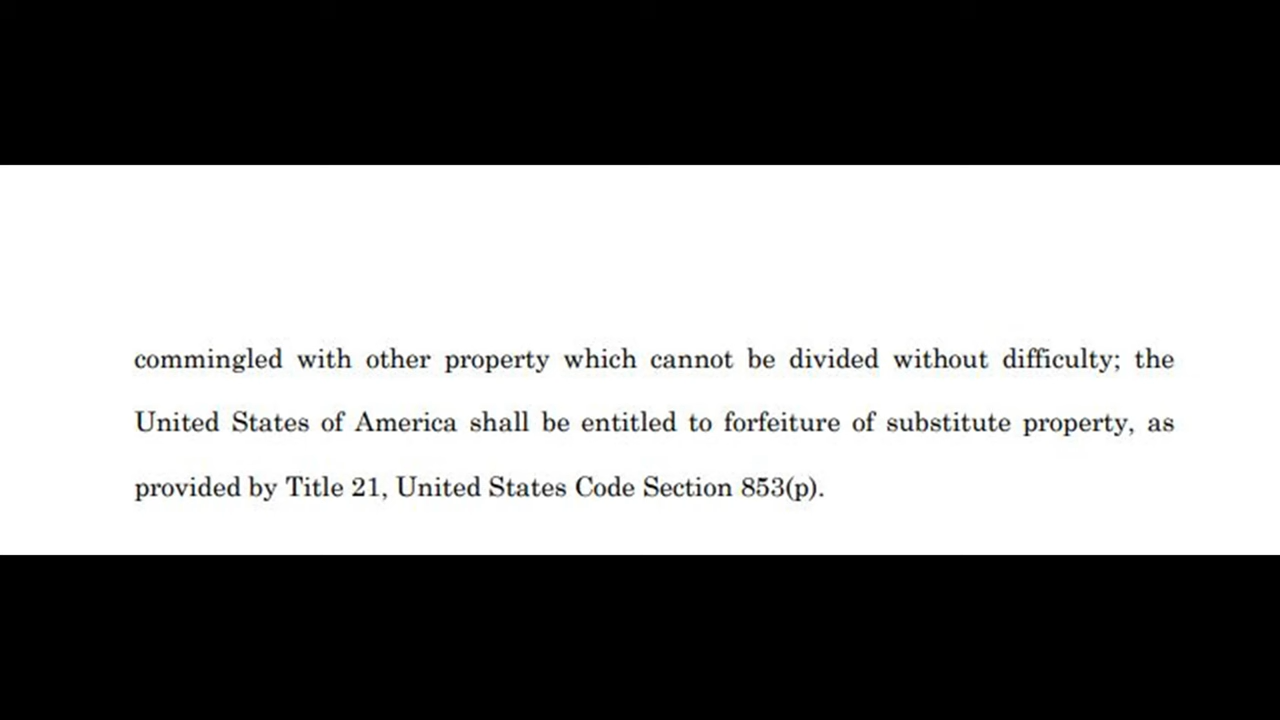 commingled with other property which cannot be divided without difficulty; the
United States of America shall be entitled to forfeiture of substitute property, as
provided by Title 21, United States Code Section 853(p).